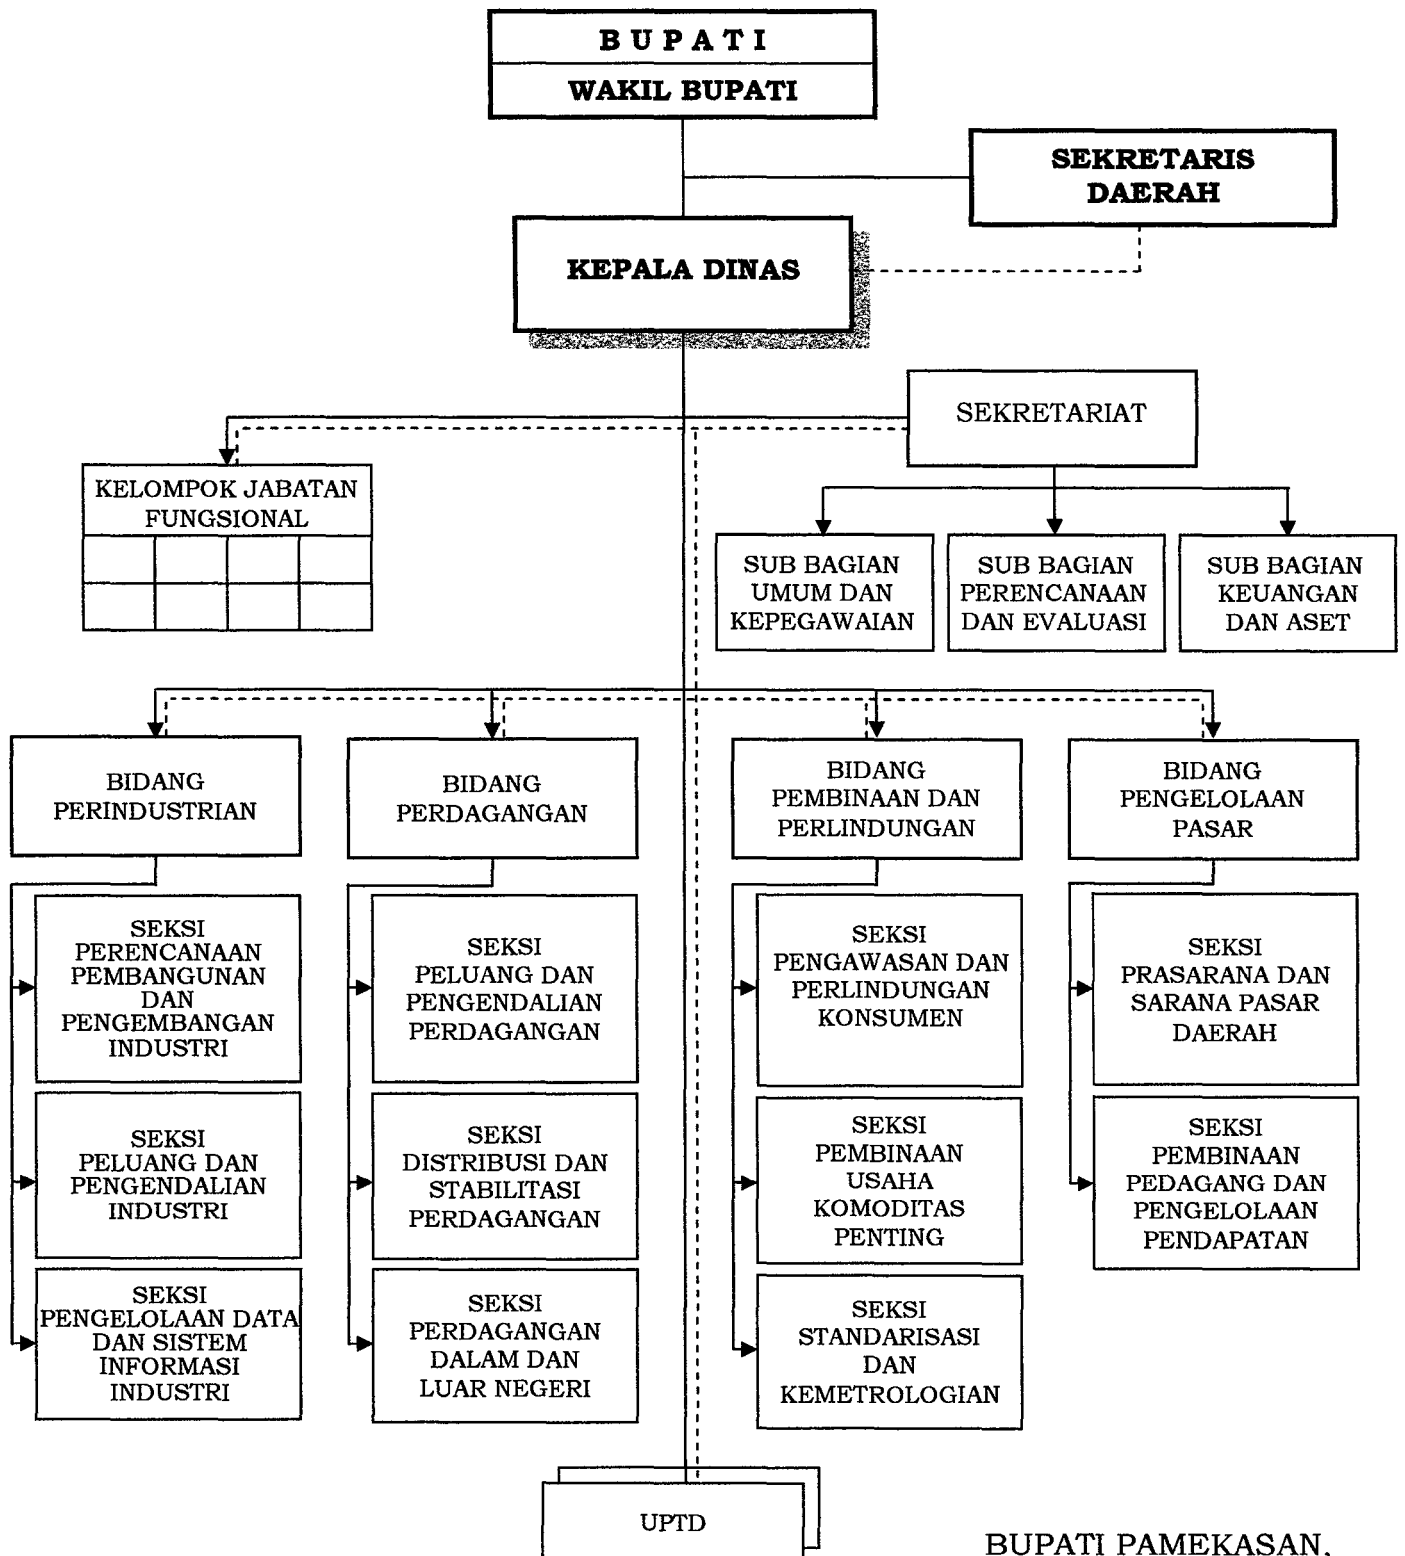 B U P A T I
WAKIL BUPATI
SEKRETARIS
DAERAH
KEPALA DINAS
SEKRETARIAT
KELOMPOK JABATAN
FUNGSIONAL
SUB BAGIAN
UMUM DAN
KEPEGAWAIAN
SUB BAGIAN
PERENCANAAN
DAN EVALUASI
SUB BAGIAN
KEUANGAN
DAN ASET
BIDANG
PERINDUSTRIAN
BIDANG
PERDAGANGAN
BIDANG
PEMBINAAN DAN
PERLINDUNGAN
BIDANG
PENGELOLAAN
PASAR
SEKSI
PERENCANAAN
PEMBANGUNAN
DAN
PENGEMBANGAN
INDUSTRI
SEKSI
PELUANG DAN
PENGENDALIAN
PERDAGANGAN
SEKSI
PENGAWASAN DAN
PERLINDUNGAN
KONSUMEN
SEKSI
PRASARANA DAN
SARANA PASAR
DAERAH
SEKSI
PELUANG DAN
PENGENDALIAN
INDUSTRI
SEKSI
DISTRIBUSI DAN
STABILITASI
PERDAGANGAN
SEKSI
PEMBINAAN
USAHA
KOMODITAS
PENTING
SEKSI
PEMBINAAN
PEDAGANG DAN
PENGELOLAAN
PENDAPATAN
SEKSI
PENGELOLAAN DATA
DAN SISTEM
INFORMASI
INDUSTRI
SEKSI
PERDAGANGAN
DALAM DAN
LUAR NEGERI
SEKSI
STANDARISASI
DAN
KEMETROLOGIAN
UPTD
BUPATI PAMEKASAN,